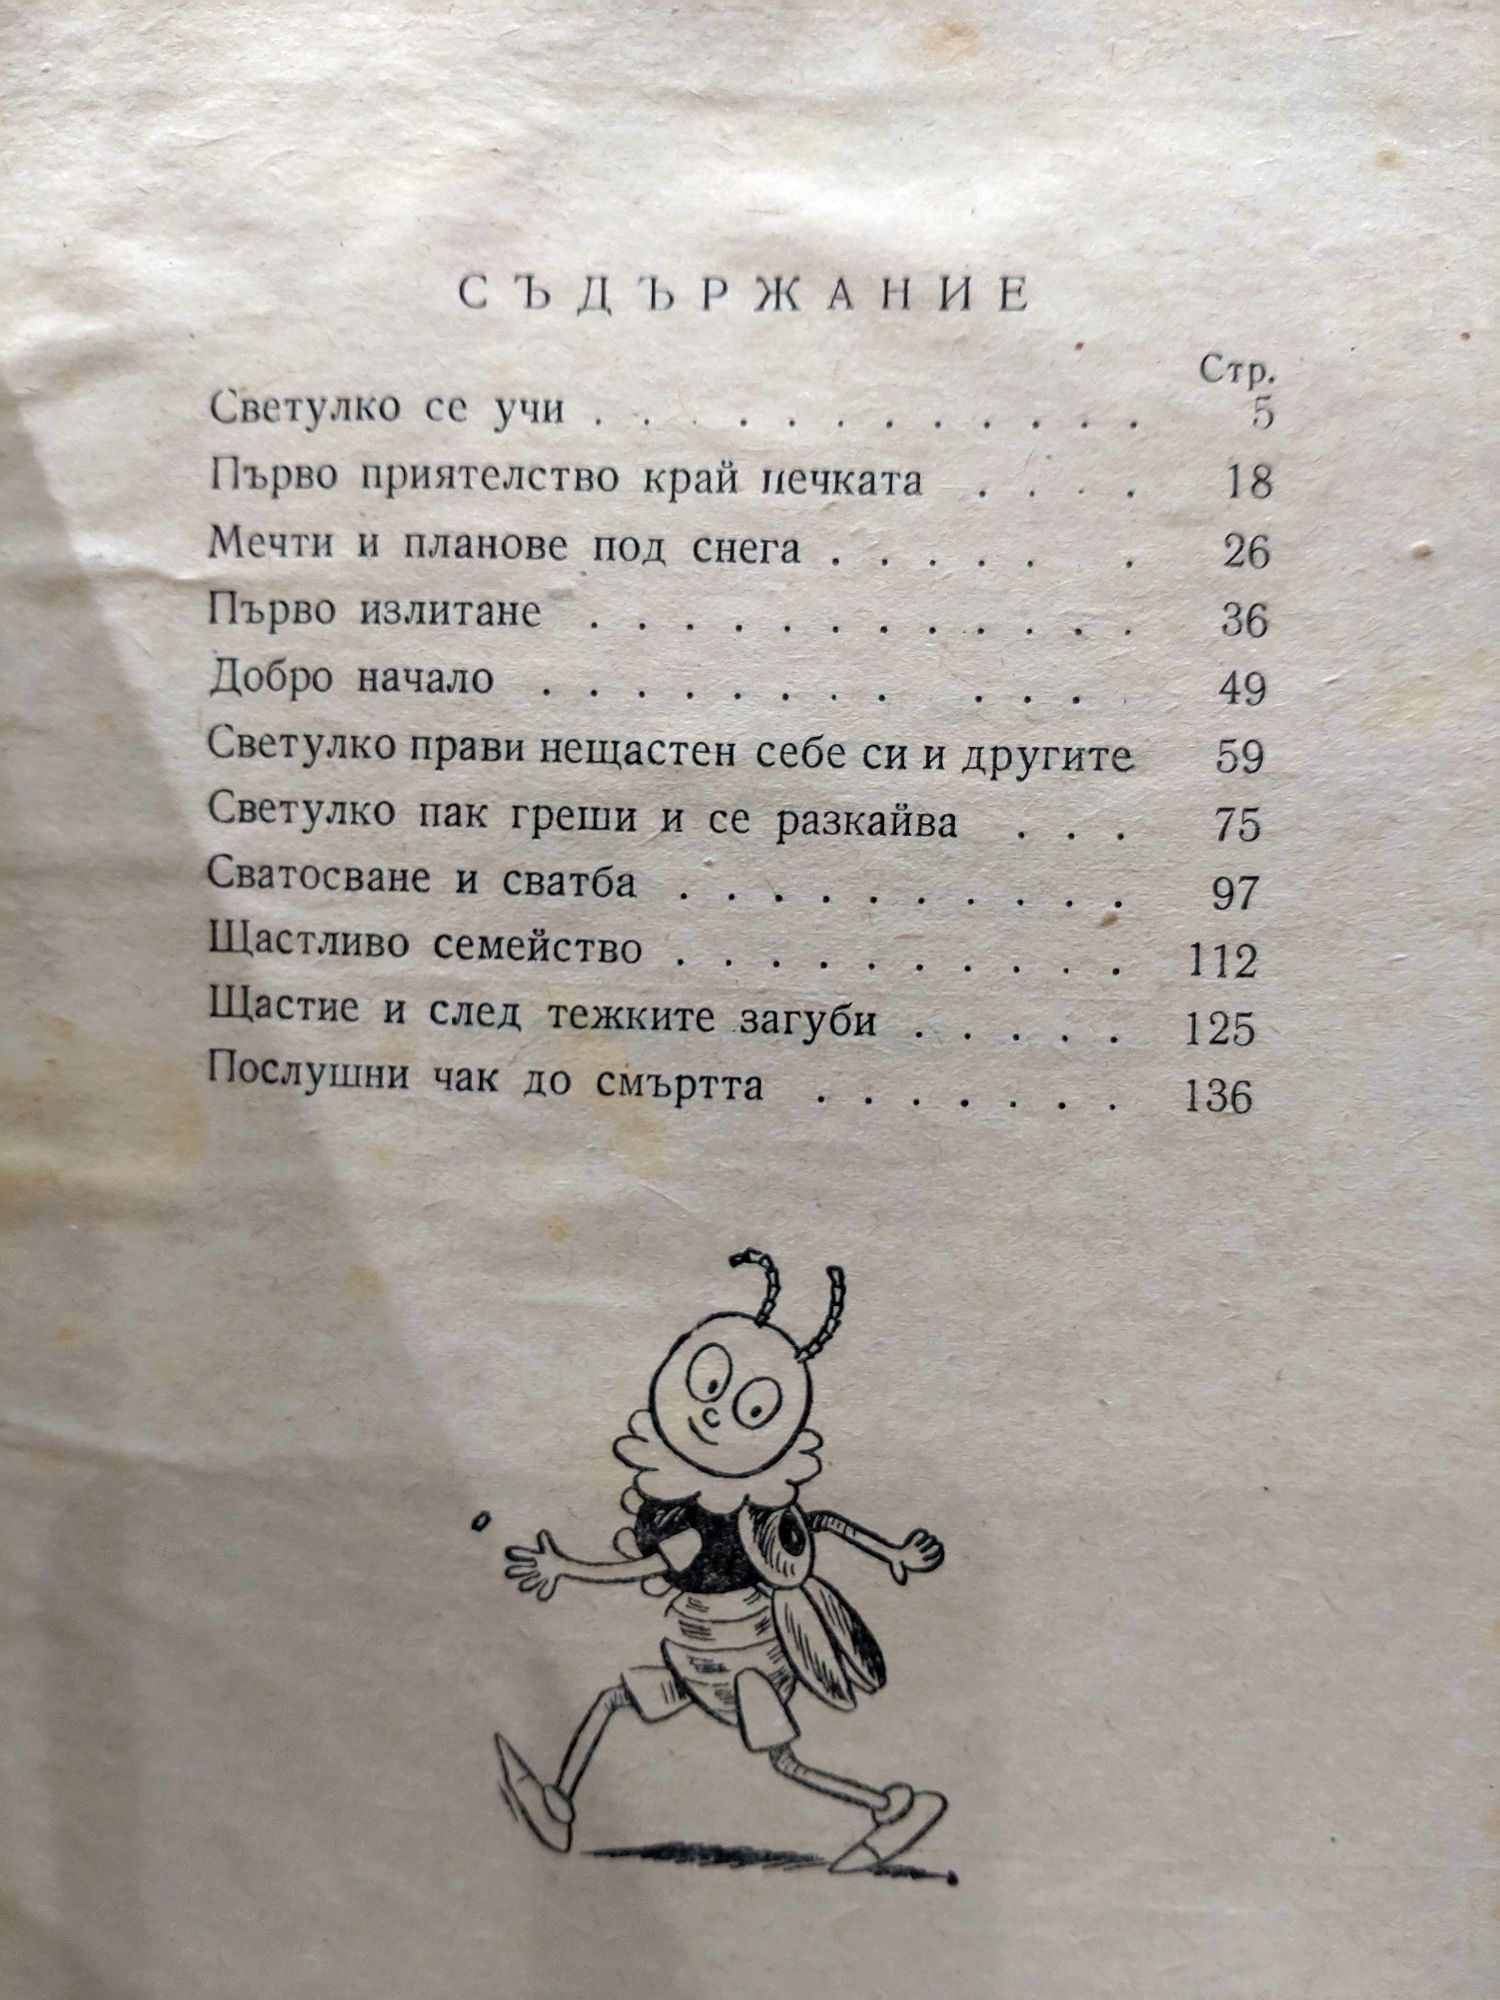 СЪДЪРЖАНИЕ
Стр.
Светулко се учи . . . . . . . . . . . 5
Първо приятелство край печката . . . . 18
Мечти и планове под снега . . . . . . 26
Първо излитане . . . . . . . . . . . . 36
Добро начало . . . . . . . . . . . 49
Светулко прави нещастен себе си и другите 59
Светулко пак греши и се разкайва . . . 75
Сватосване и сватба . . . . . . . . . . 97
Щастливо семейство . . . . . . . . . . 112
Щастие и след тежките загуби . . . . . 125
Послушни чак до смъртта . . . . . . . 136